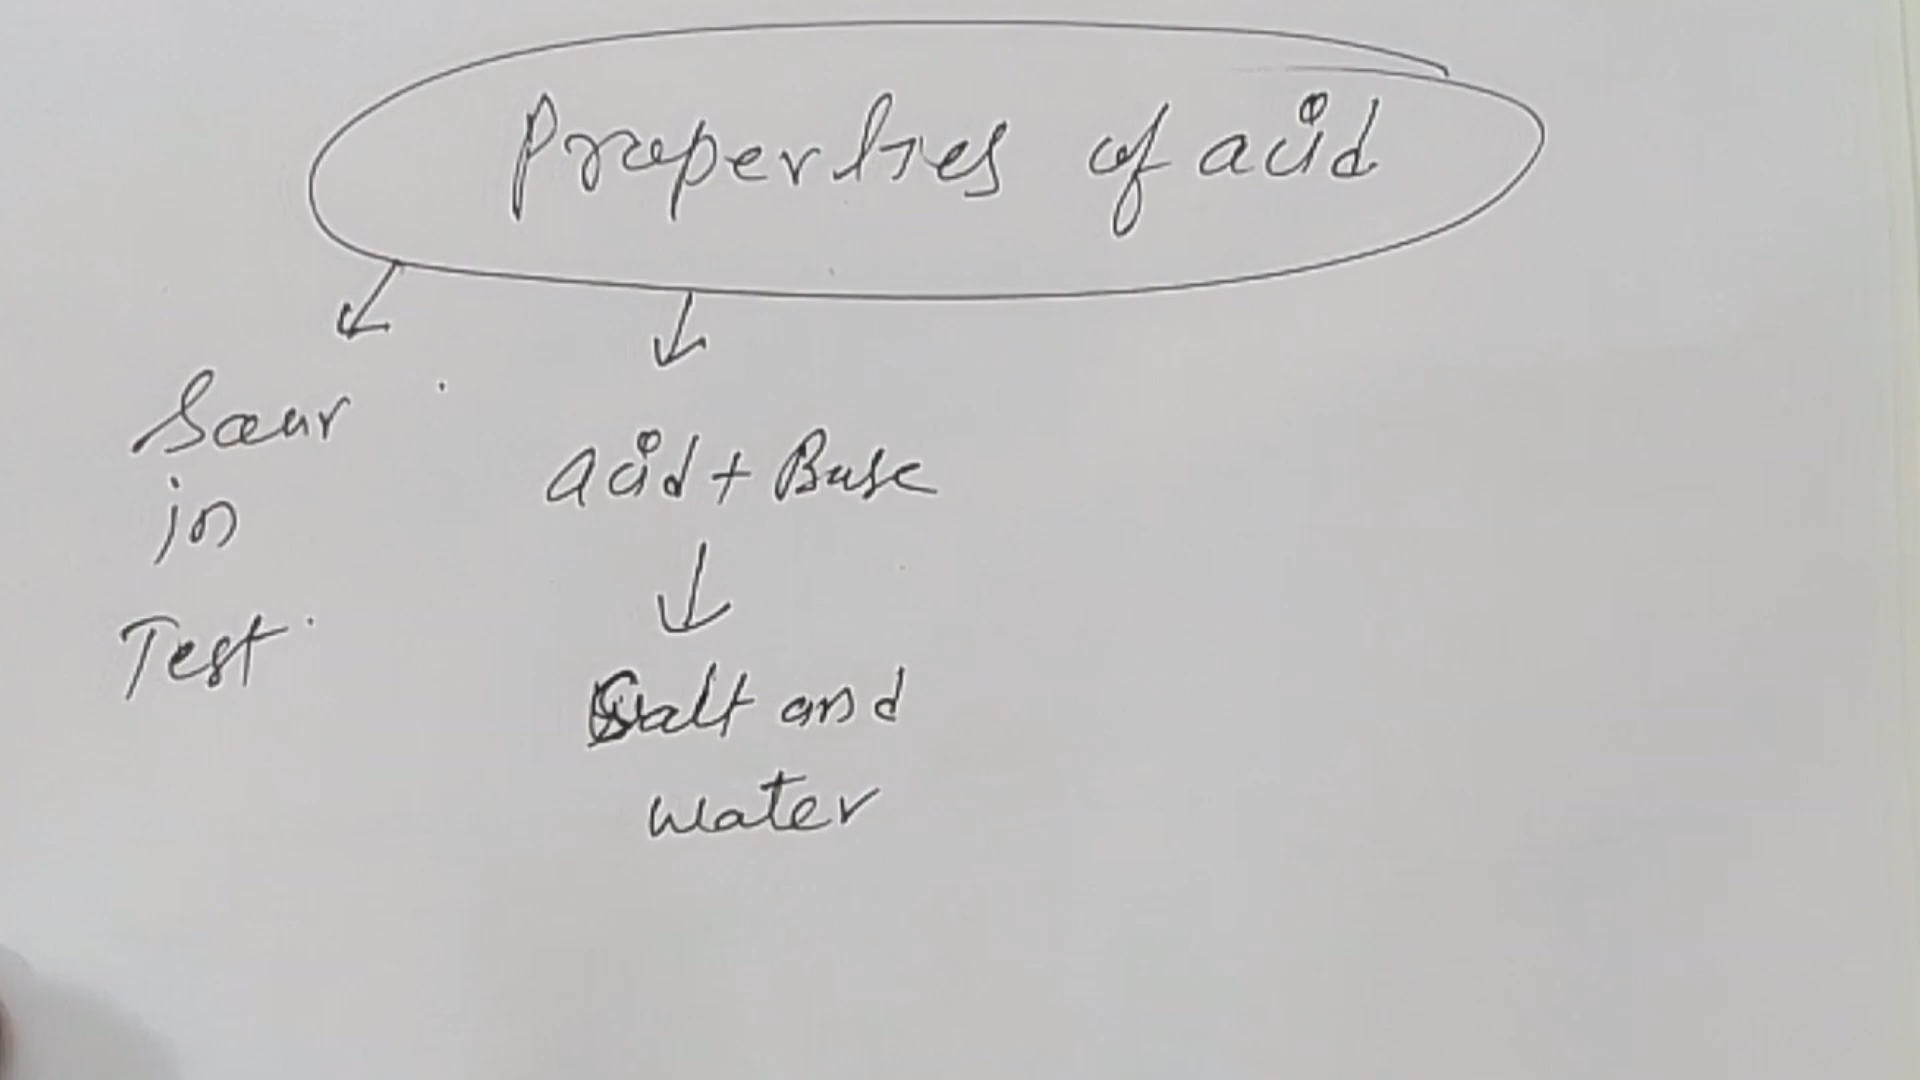 Properties of acid
Sour
in
Test
acid + Base
Salt and
water